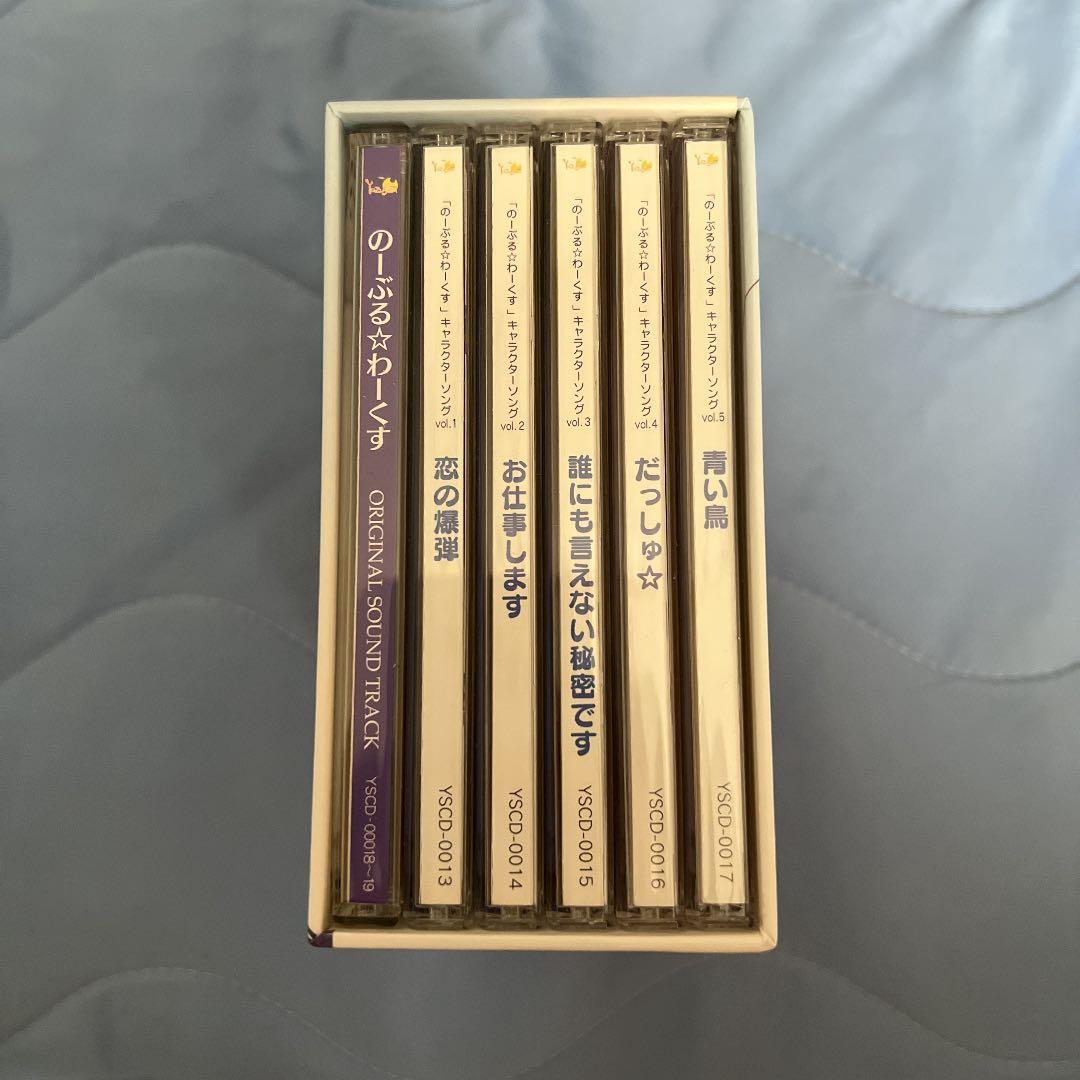 のーぶる☆わーくす ORIGINAL SOUND TRACK YSCD-00018～19
「のーぶる☆わーくす」キャラクターソング vol.1 恋の爆弾 YSCD-0013
「のーぶる☆わーくす」キャラクターソング vol.2 お仕事します YSCD-0014
「のーぶる☆わーくす」キャラクターソング vol.3 誰にも言えない秘密です YSCD-0015
「のーぶる☆わーくす」キャラクターソング vol.4 だっしゅ☆ YSCD-0016
「のーぶる☆わーくす」キャラクターソング vol.5 青い鳥 YSCD-0017